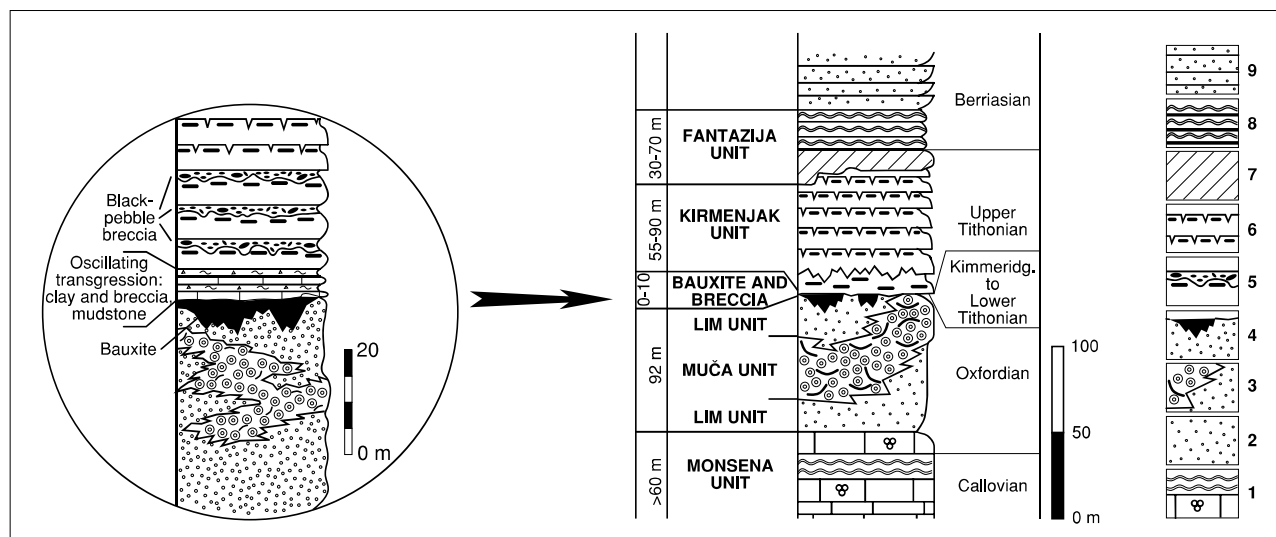 Black-
pebble
breccia
Oscillating
transgression:
clay and breccia,
mudstone
Bauxite
20
0 m
30-70 m
55-90 m
0-10
92 m
>60 m
FANTAZIJA
UNIT
KIRMENJAK
UNIT
BAUXITE AND
BRECCIA
LIM UNIT
MUČA UNIT
LIM UNIT
MONSENA
UNIT
Berriasian
Upper
Tithonian
Kimmeridg.
to
Lower
Tithonian
Oxfordian
Callovian
100
50
0 m
9
8
7
6
5
4
3
2
1